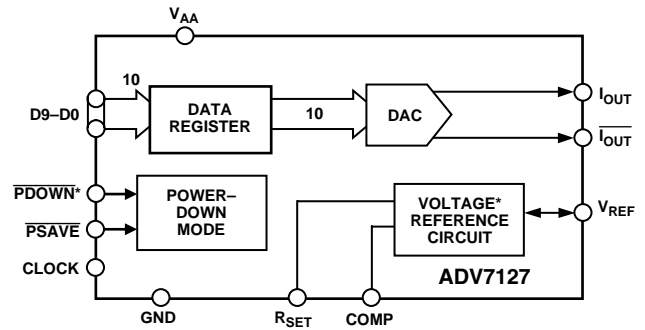 VAA
10
D9–D0
DATA
REGISTER
10
DAC
IOUT
IOUT
PDOWN*
PSAVE
POWER–
DOWN
MODE
VOLTAGE*
REFERENCE
CIRCUIT
VREF
CLOCK
ADV7127
GND
RSET
COMP